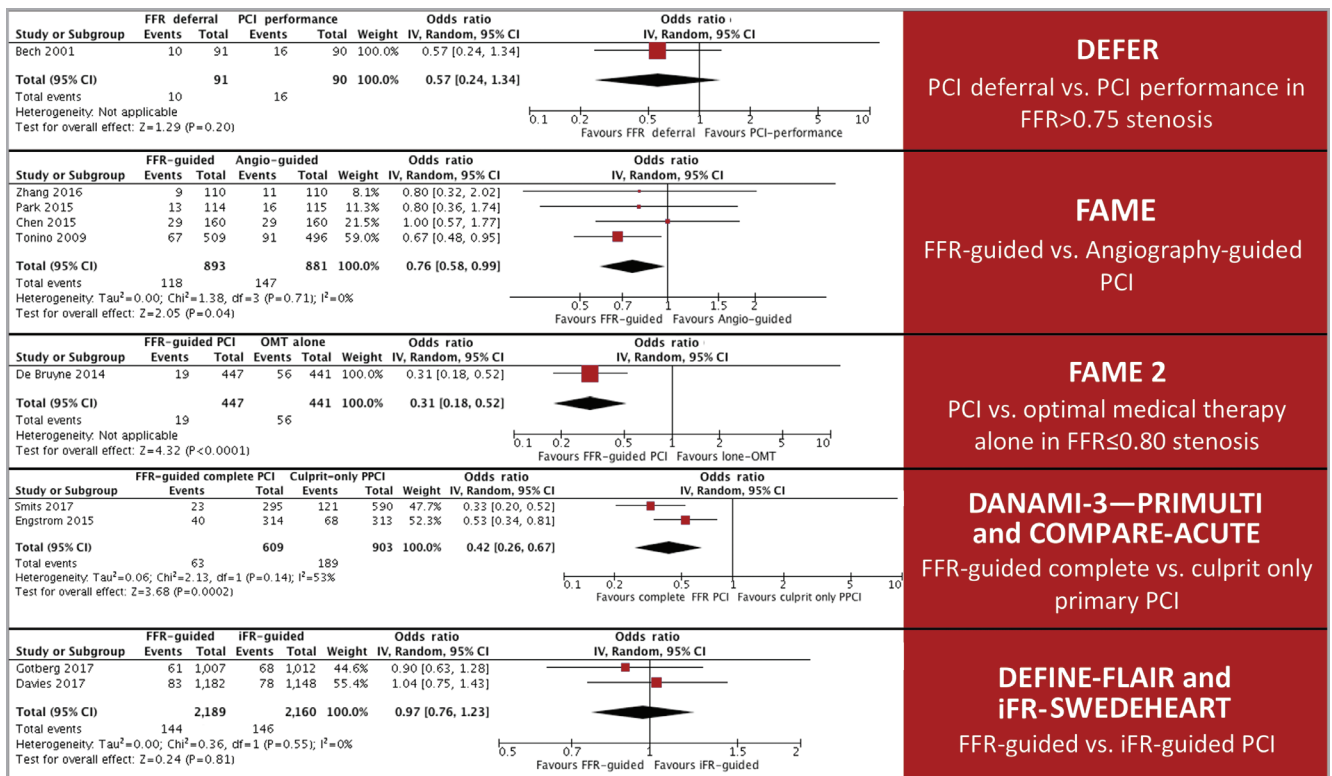 FFR deferral PCI performance Odds ratio Odds ratio
Study or Subgroup Events Total Events Total Weight IV, Random, 95% CI IV, Random, 95% CI
Bech 2001 10 91 16 90 100.0% 0.57 [0.24, 1.34]
Total (95% CI) 91 90 100.0% 0.57 [0.24, 1.34]
Total events 10 16
Heterogeneity: Not applicable
Test for overall effect: Z=1.29 (P=0.20)
0.1 0.2 0.5 1 2 5 10
Favours FFR deferral Favours PCI-performance
DEFER
PCI deferral vs. PCI performance in
FFR>0.75 stenosis
FFR-guided Angio-guided Odds ratio Odds ratio
Study or Subgroup Events Total Events Total Weight IV, Random, 95% CI IV, Random, 95% CI
Zhang 2016 9 110 11 110 8.1% 0.80 [0.32, 2.02]
Park 2015 13 114 16 115 11.3% 0.80 [0.36, 1.74]
Chen 2015 29 160 29 160 21.5% 1.00 [0.57, 1.77]
Tonino 2009 67 509 91 496 59.0% 0.67 [0.48, 0.95]
Total (95% CI) 893 881 100.0% 0.76 [0.58, 0.99]
Total events 118 147
Heterogeneity: Tau²=0.00; Chi²=1.38, df=3 (P=0.71); I²=0%
Test for overall effect: Z=2.05 (P=0.04)
0.5 0.7 1 1.5 2
Favours FFR-guided Favours Angio-guided
FAME
FFR-guided vs. Angiography-guided
PCI
FFR-guided PCI OMT alone Odds ratio Odds ratio
Study or Subgroup Events Total Events Total Weight IV, Random, 95% CI IV, Random, 95% CI
De Bruyne 2014 19 447 56 441 100.0% 0.31 [0.18, 0.52]
Total (95% CI) 447 441 100.0% 0.31 [0.18, 0.52]
Total events 19 56
Heterogeneity: Not applicable
Test for overall effect: Z=4.32 (P<0.0001)
0.1 0.2 0.5 1 2 5 10
Favours FFR-guided PCI Favours lone-OMT
FAME 2
PCI vs. optimal medical therapy
alone in FFR≤0.80 stenosis
FFR-guided complete PCI Culprit-only PPCI Odds ratio Odds ratio
Study or Subgroup Events Total Events Total Weight IV, Random, 95% CI IV, Random, 95% CI
Smits 2017 23 295 121 590 47.7% 0.33 [0.20, 0.52]
Engstrom 2015 40 314 68 313 52.3% 0.53 [0.34, 0.81]
Total (95% CI) 609 903 100.0% 0.42 [0.26, 0.67]
Total events 63 189
Heterogeneity: Tau²=0.06; Chi²=2.13, df=1 (P=0.14); I²=53%
Test for overall effect: Z=3.68 (P=0.0002)
0.1 0.2 0.5 1 2 5 10
Favours complete FFR PCI Favours culprit only PPCI
DANAMI-3—PRIMULTI
and COMPARE-ACUTE
FFR-guided complete vs. culprit only
primary PCI
FFR-guided iFR-guided Odds ratio Odds ratio
Study or Subgroup Events Total Events Total Weight IV, Random, 95% CI IV, Random, 95% CI
Gotberg 2017 61 1,007 68 1,012 44.6% 0.90 [0.63, 1.28]
Davies 2017 83 1,182 78 1,148 55.4% 1.04 [0.75, 1.43]
Total (95% CI) 2,189 2,160 100.0% 0.97 [0.76, 1.23]
Total events 144 146
Heterogeneity: Tau²=0.00; Chi²=0.36, df=1 (P=0.55); I²=0%
Test for overall effect: Z=0.24 (P=0.81)
0.5 0.7 1 1.5 2
Favours FFR-guided Favours iFR-guided
DEFINE-FLAIR and
iFR-SWEDEHEART
FFR-guided vs. iFR-guided PCI